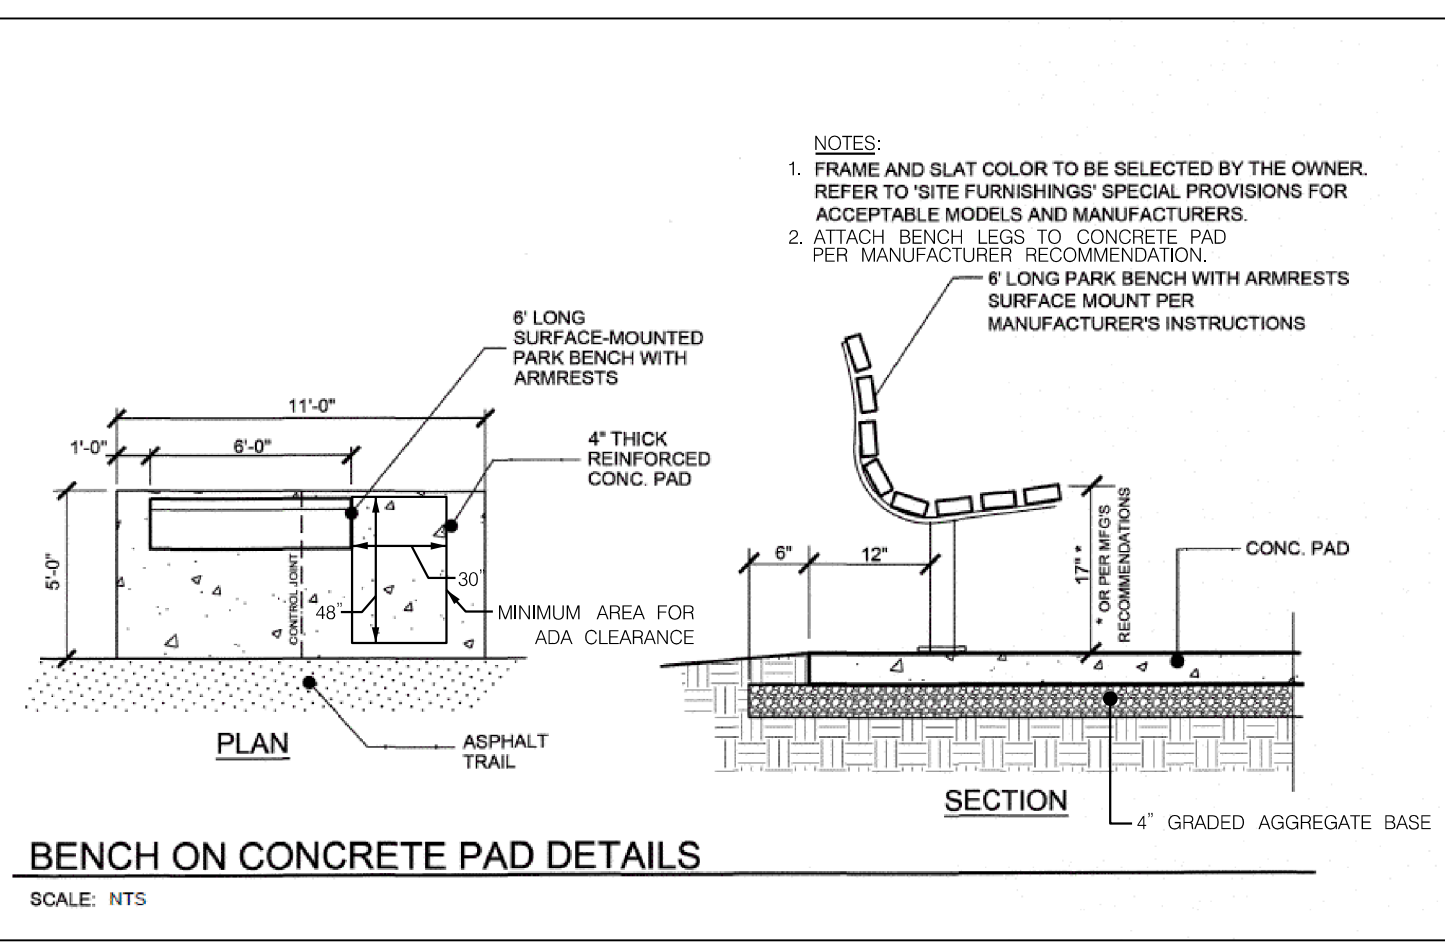 NOTES:
1. FRAME AND SLAT COLOR TO BE SELECTED BY THE OWNER.
REFER TO 'SITE FURNISHINGS' SPECIAL PROVISIONS FOR
ACCEPTABLE MODELS AND MANUFACTURERS.
2. ATTACH BENCH LEGS TO CONCRETE PAD
PER MANUFACTURER RECOMMENDATION.
6' LONG PARK BENCH WITH ARMRESTS
SURFACE MOUNT PER
MANUFACTURER'S INSTRUCTIONS
6' LONG
SURFACE-MOUNTED
PARK BENCH WITH
ARMRESTS
11'-0"
1'-0"
6'-0"
4" THICK
REINFORCED
CONC. PAD
5'-0"
CONTROL JOINT
30"
48"
MINIMUM AREA FOR
ADA CLEARANCE
ASPHALT
TRAIL
PLAN
6"
12"
17" *
* OR PER MFG'S
RECOMMENDATIONS
CONC. PAD
SECTION
4" GRADED AGGREGATE BASE
BENCH ON CONCRETE PAD DETAILS
SCALE: NTS